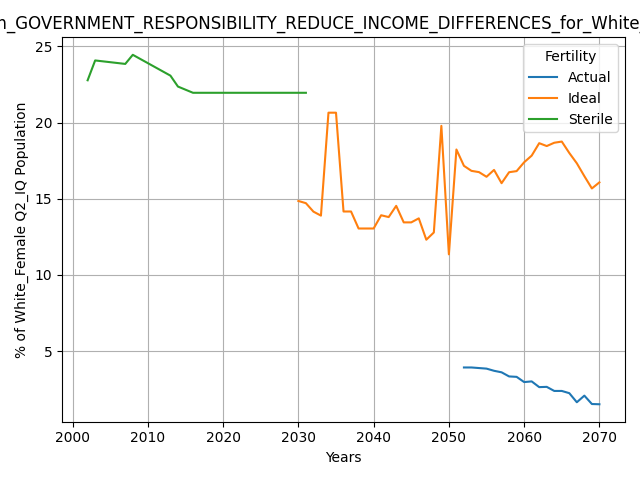 n_GOVERNMENT_RESPONSIBILITY_REDUCE_INCOME_DIFFERENCES_for_White_
Fertility
Actual
Ideal
Sterile
% of White_Female Q2_IQ Population
25
20
15
10
5
2000 2010 2020 2030 2040 2050 2060 2070
Years